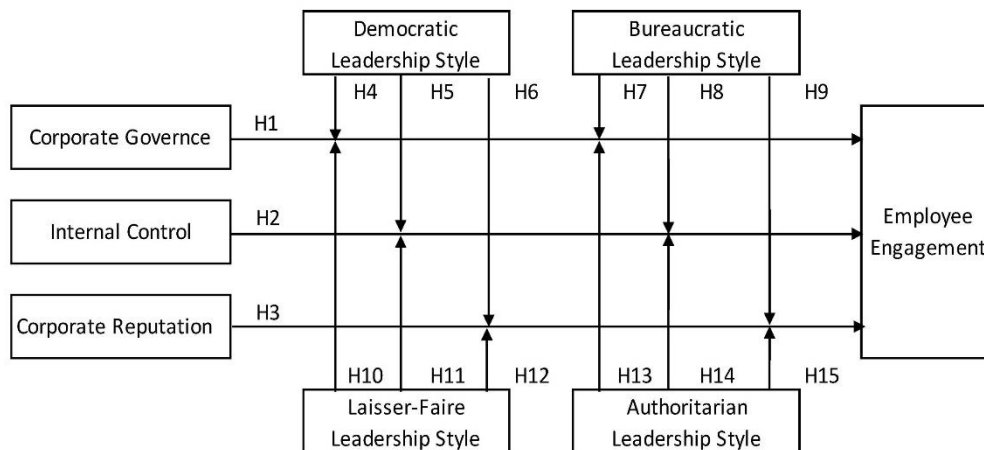 Democratic
Leadership Style
Bureaucratic
Leadership Style
H4
H5
H6
H7
H8
H9
Corporate Governce
H1
Internal Control
H2
Corporate Reputation
H3
Employee
Engagement
H10
H11
H12
H13
H14
H15
Laisser-Faire
Leadership Style
Authoritarian
Leadership Style